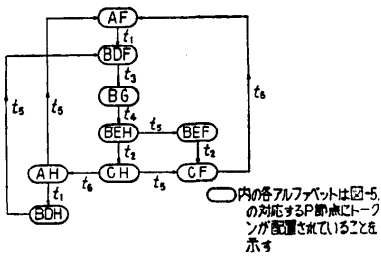 AF
t₁
BDF
t₃
t₅
t₅
BG
t₄
t₆
BEH
t₅
BEF
t₂
t₂
AH
t₆
CH
t₅
CF
t₁
BDH
内の各アルファベットは図-5.
の対応するP節点にトーク
ンが配置されていることを
示す